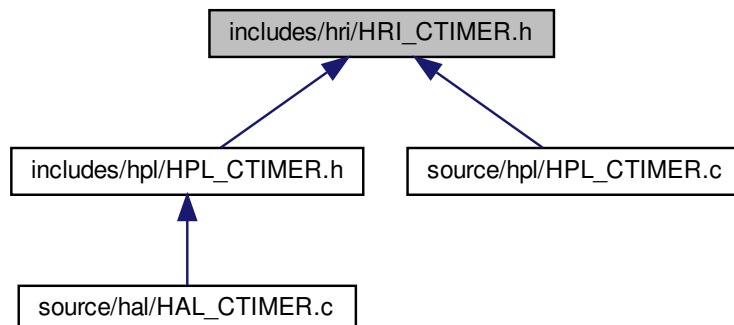 includes/hri/HRI_CTIMER.h
includes/hpl/HPL_CTIMER.h
source/hpl/HPL_CTIMER.c
source/hal/HAL_CTIMER.c